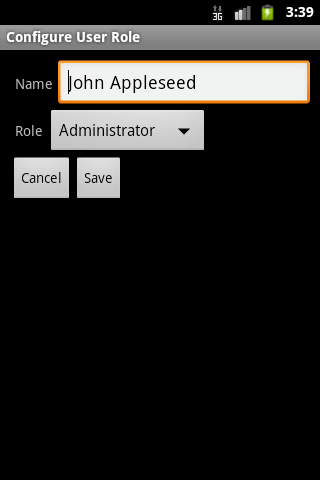 3G 3:39
Configure User Role
Name John Appleseed
Role Administrator
Cancel Save